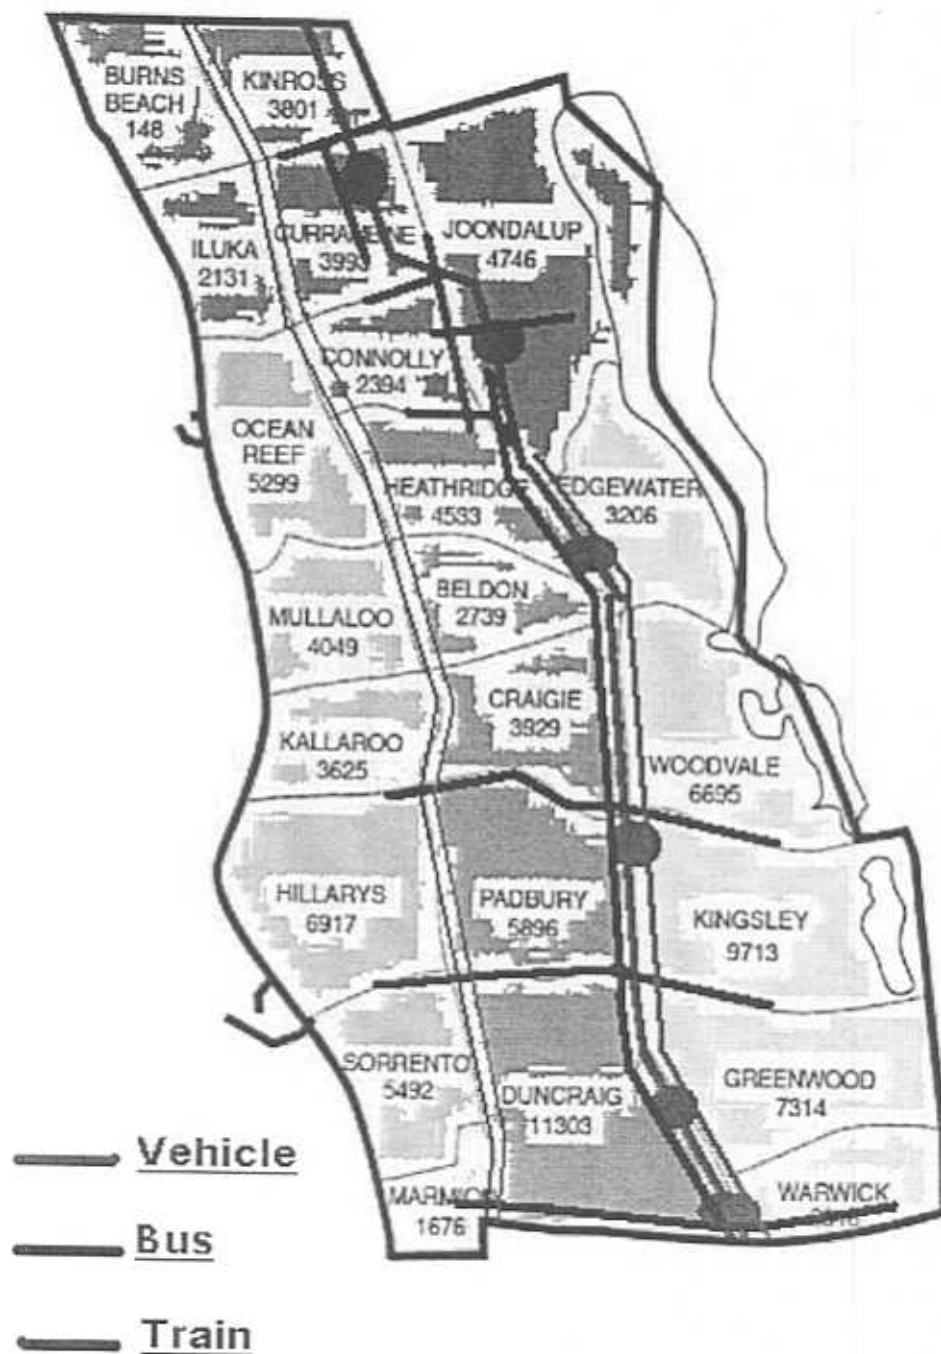 BURNS
BEACH
148
KINROSS
3801
ILUKA
2131
CURRAMBINE
3993
JOONDALUP
4746
CONNOLLY
2394
OCEAN
REEF
5299
HEATHRIDGE
4533
EDGEWATER
3206
BELDON
2739
MULLALOO
4049
CRAIGIE
3929
KALLAROO
3625
WOODVALE
6695
HILLARYS
6917
PADBURY
5896
KINGSLEY
9713
SORRENTO
5492
DUNCRAIG
11303
GREENWOOD
7314
MARMION
1676
WARWICK
Vehicle
Bus
Train